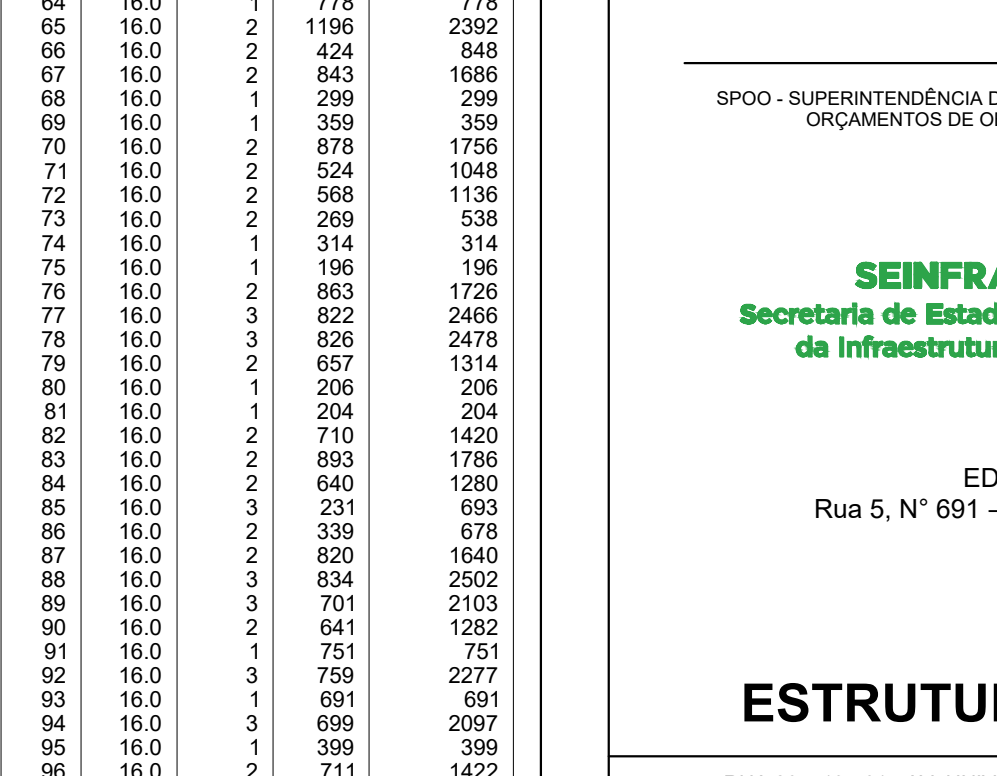 64 16.0 1 778 778
65 16.0 2 1196 2392
66 16.0 2 424 848
67 16.0 2 843 1686
68 16.0 1 299 299
69 16.0 1 359 359
70 16.0 2 878 1756
71 16.0 2 524 1048
72 16.0 2 568 1136
73 16.0 2 269 538
74 16.0 1 314 314
75 16.0 1 196 196
76 16.0 2 863 1726
77 16.0 3 822 2466
78 16.0 3 826 2478
79 16.0 2 657 1314
80 16.0 1 206 206
81 16.0 1 204 204
82 16.0 2 710 1420
83 16.0 2 893 1786
84 16.0 2 640 1280
85 16.0 3 231 693
86 16.0 2 339 678
87 16.0 2 820 1640
88 16.0 3 834 2502
89 16.0 3 701 2103
90 16.0 2 641 1282
91 16.0 1 751 751
92 16.0 3 759 2277
93 16.0 1 691 691
94 16.0 3 699 2097
95 16.0 1 399 399
96 16.0 2 711 1422
SPOO - SUPERINTENDÊNCIA D
ORÇAMENTOS DE O
SEINFRA
Secretaria de Estad
da Infraestrutur
ED
Rua 5, N° 691 -
ESTRUTU